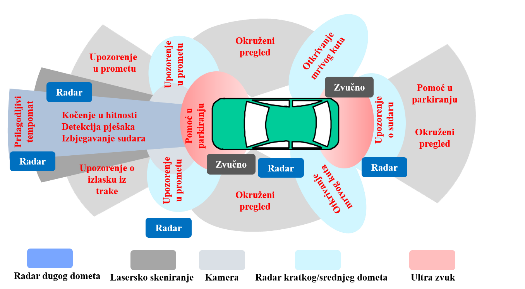 Upozorenje
u prometu
Upozorenje
u prometu
Okruženi
pregled
Otkrivanje
mrivog kuta
Radar
Zvučno
Pomoć u
parkiranju
Prilagodljivi
tempomat
Kočenje u hitnosti
Detekcija pješaka
Izbjegavanje sudara
Pomoć u
parkiranju
Upozorenje
o sudaru
Okruženi
pregled
Radar
Zvučno
Radar
Radar
Upozorenje o
izlasku iz
trake
Upozorenje
u prometu
Okruženi
pregled
Otkrivanje
mrivog kuta
Radar
Radar dugog dometa
Lasersko skeniranje
Kamera
Radar kratkog/srednjeg dometa
Ultra zvuk